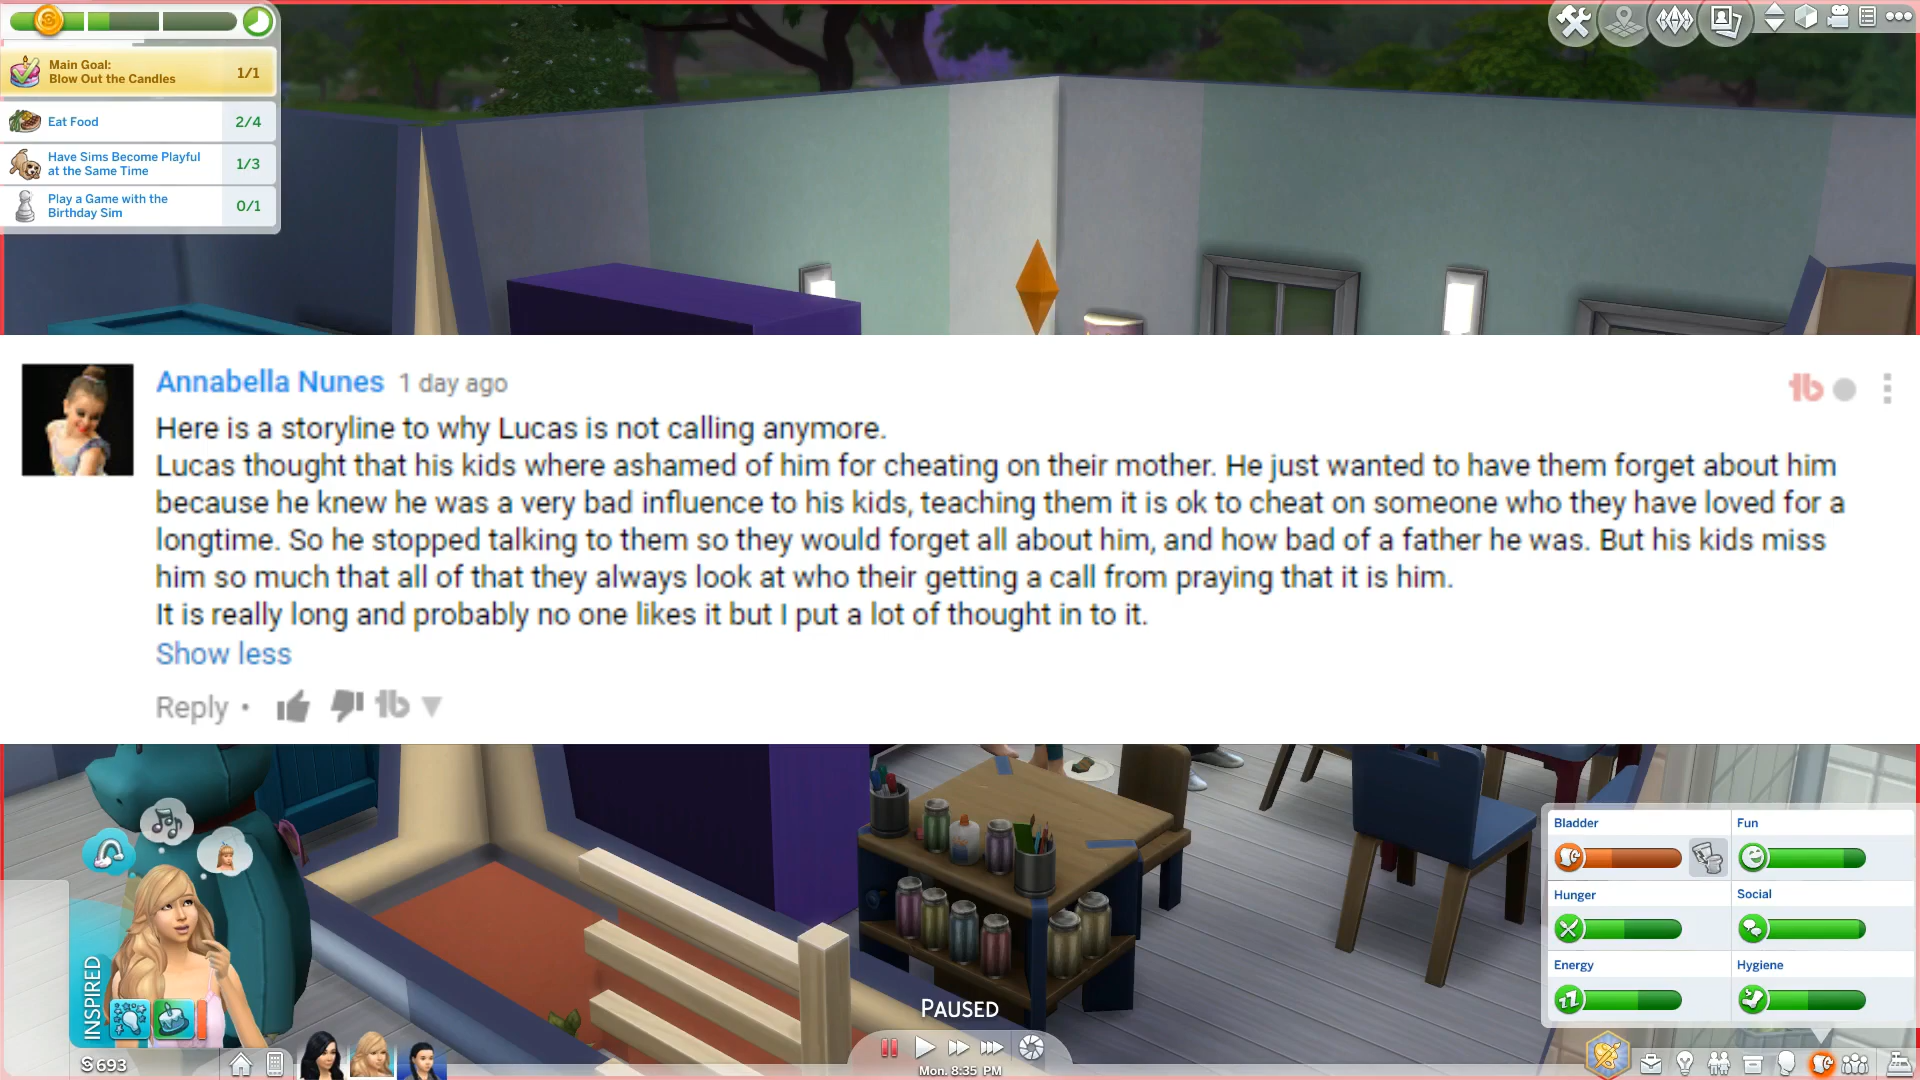 Main Goal:
Blow Out the Candles
1/1
Eat Food
2/4
Have Sims Become Playful
at the Same Time
1/3
Play a Game with the
Birthday Sim
0/1
Annabella Nunes 1 day ago
Here is a storyline to why Lucas is not calling anymore.
Lucas thought that his kids where ashamed of him for cheating on their mother. He just wanted to have them forget about him
because he knew he was a very bad influence to his kids, teaching them it is ok to cheat on someone who they have loved for a
longtime. So he stopped talking to them so they would forget all about him, and how bad of a father he was. But his kids miss
him so much that all of that they always look at who their getting a call from praying that it is him.
It is really long and probably no one likes it but I put a lot of thought in to it.
Show less
Reply •
Bladder
Fun
Hunger
Social
Energy
Hygiene
INSPIRED
§693
PAUSED
Mon. 8:35 PM